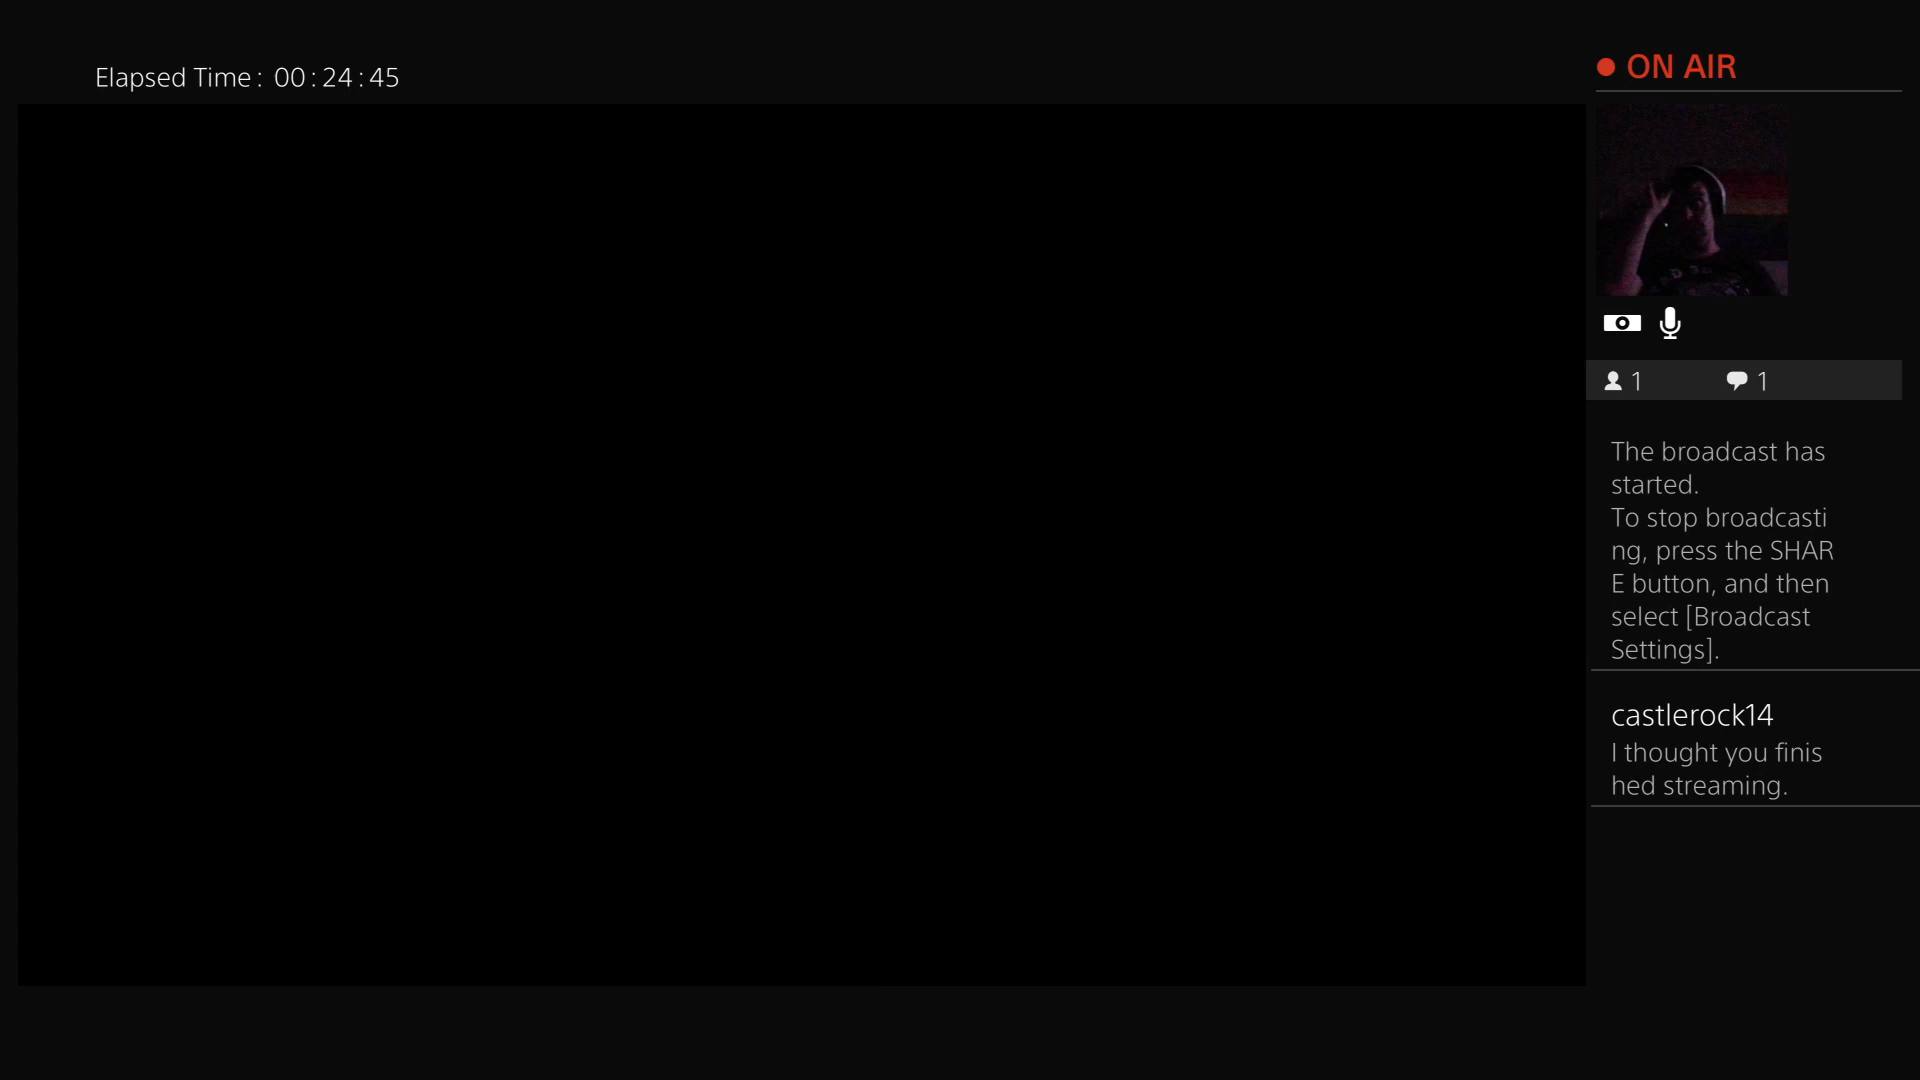 Elapsed Time : 00 : 24 : 45
ON AIR
1 1
The broadcast has
started.
To stop broadcasti
ng, press the SHAR
E button, and then
select [Broadcast
Settings].
castlerock14
I thought you finis
hed streaming.